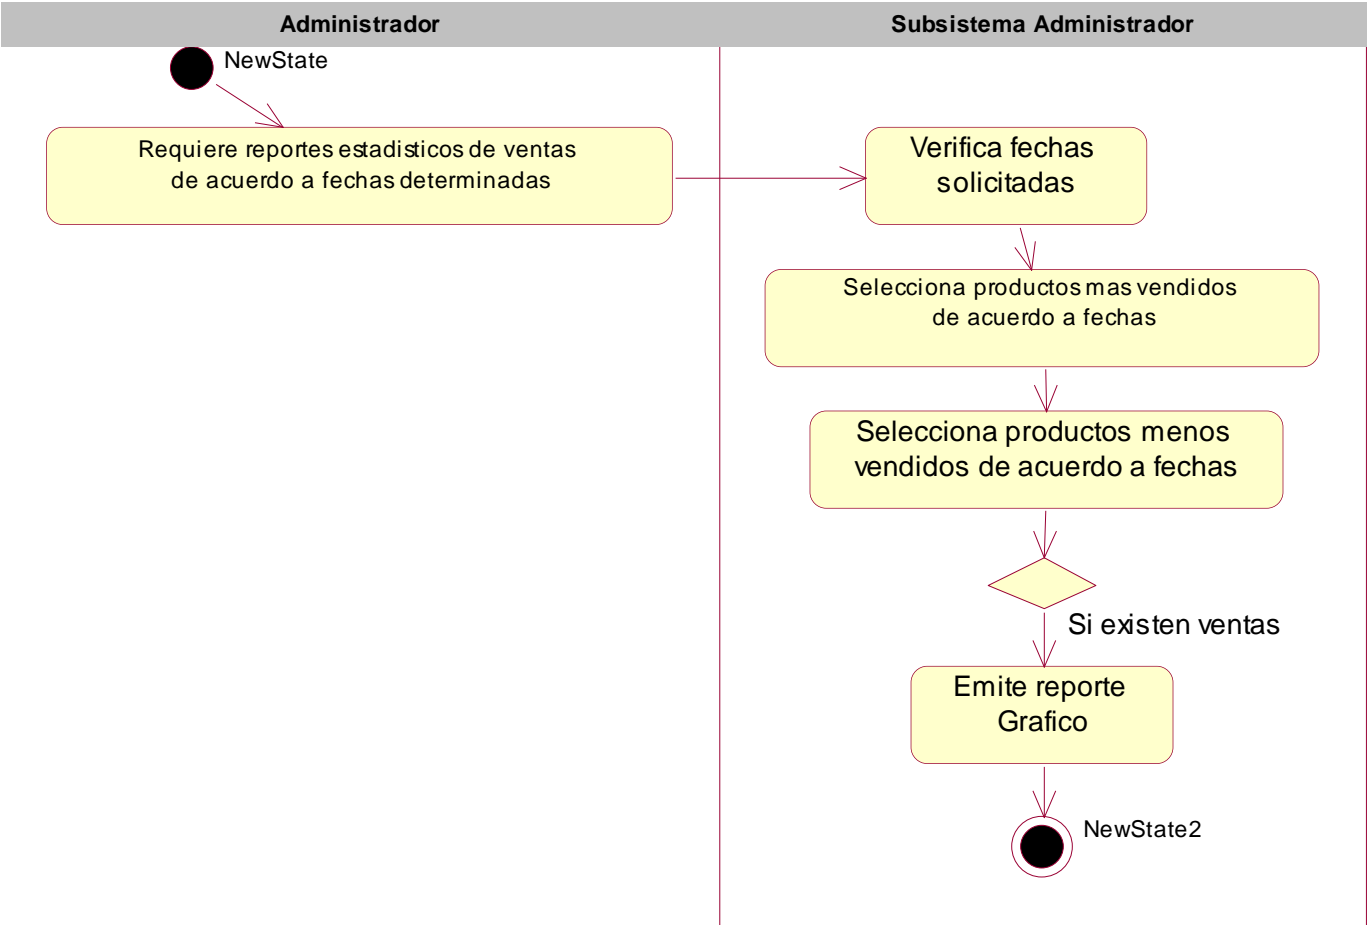 Administrador
Subsistema Administrador
NewState
Requiere reportes estadisticos de ventas
de acuerdo a fechas determinadas
Verifica fechas
solicitadas
Selecciona productos mas vendidos
de acuerdo a fechas
Selecciona productos menos
vendidos de acuerdo a fechas
Si existen ventas
Emite reporte
Grafico
NewState2